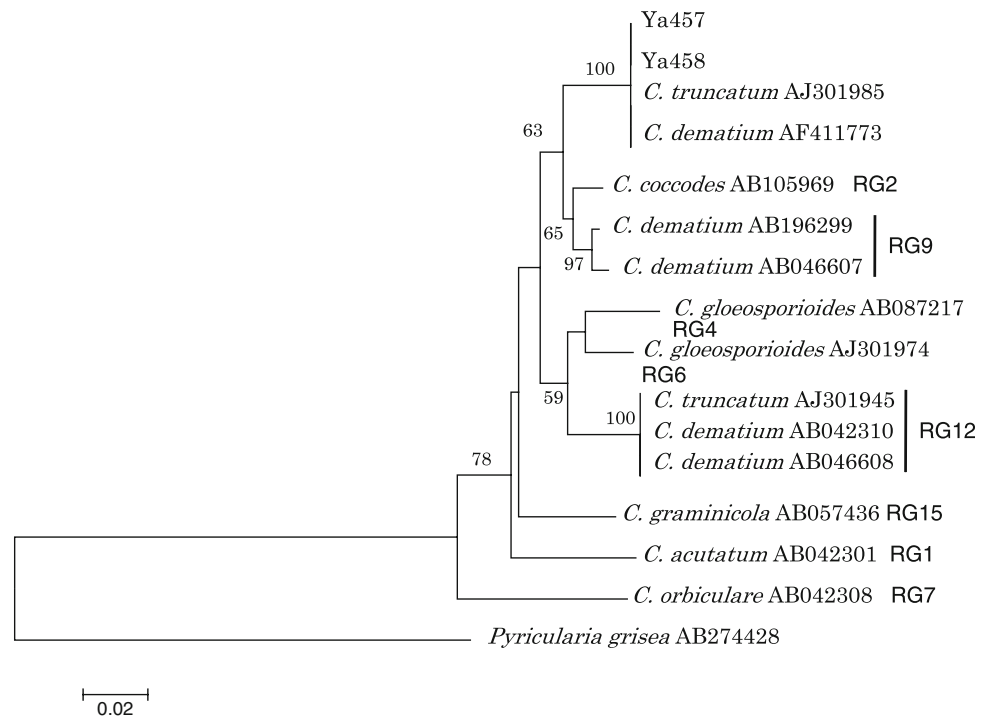 Ya457
Ya458
100
C. truncatum AJ301985
63
C. dematium AF411773
C. coccodes AB105969 RG2
C. dematium AB196299
65
RG9
97
C. dematium AB046607
C. gloeosporioides AB087217
RG4
C. gloeosporioides AJ301974
RG6
59
C. truncatum AJ301945
100
C. dematium AB042310
RG12
C. dematium AB046608
78
C. graminicola AB057436 RG15
C. acutatum AB042301 RG1
C. orbiculare AB042308 RG7
Pyricularia grisea AB274428
0.02